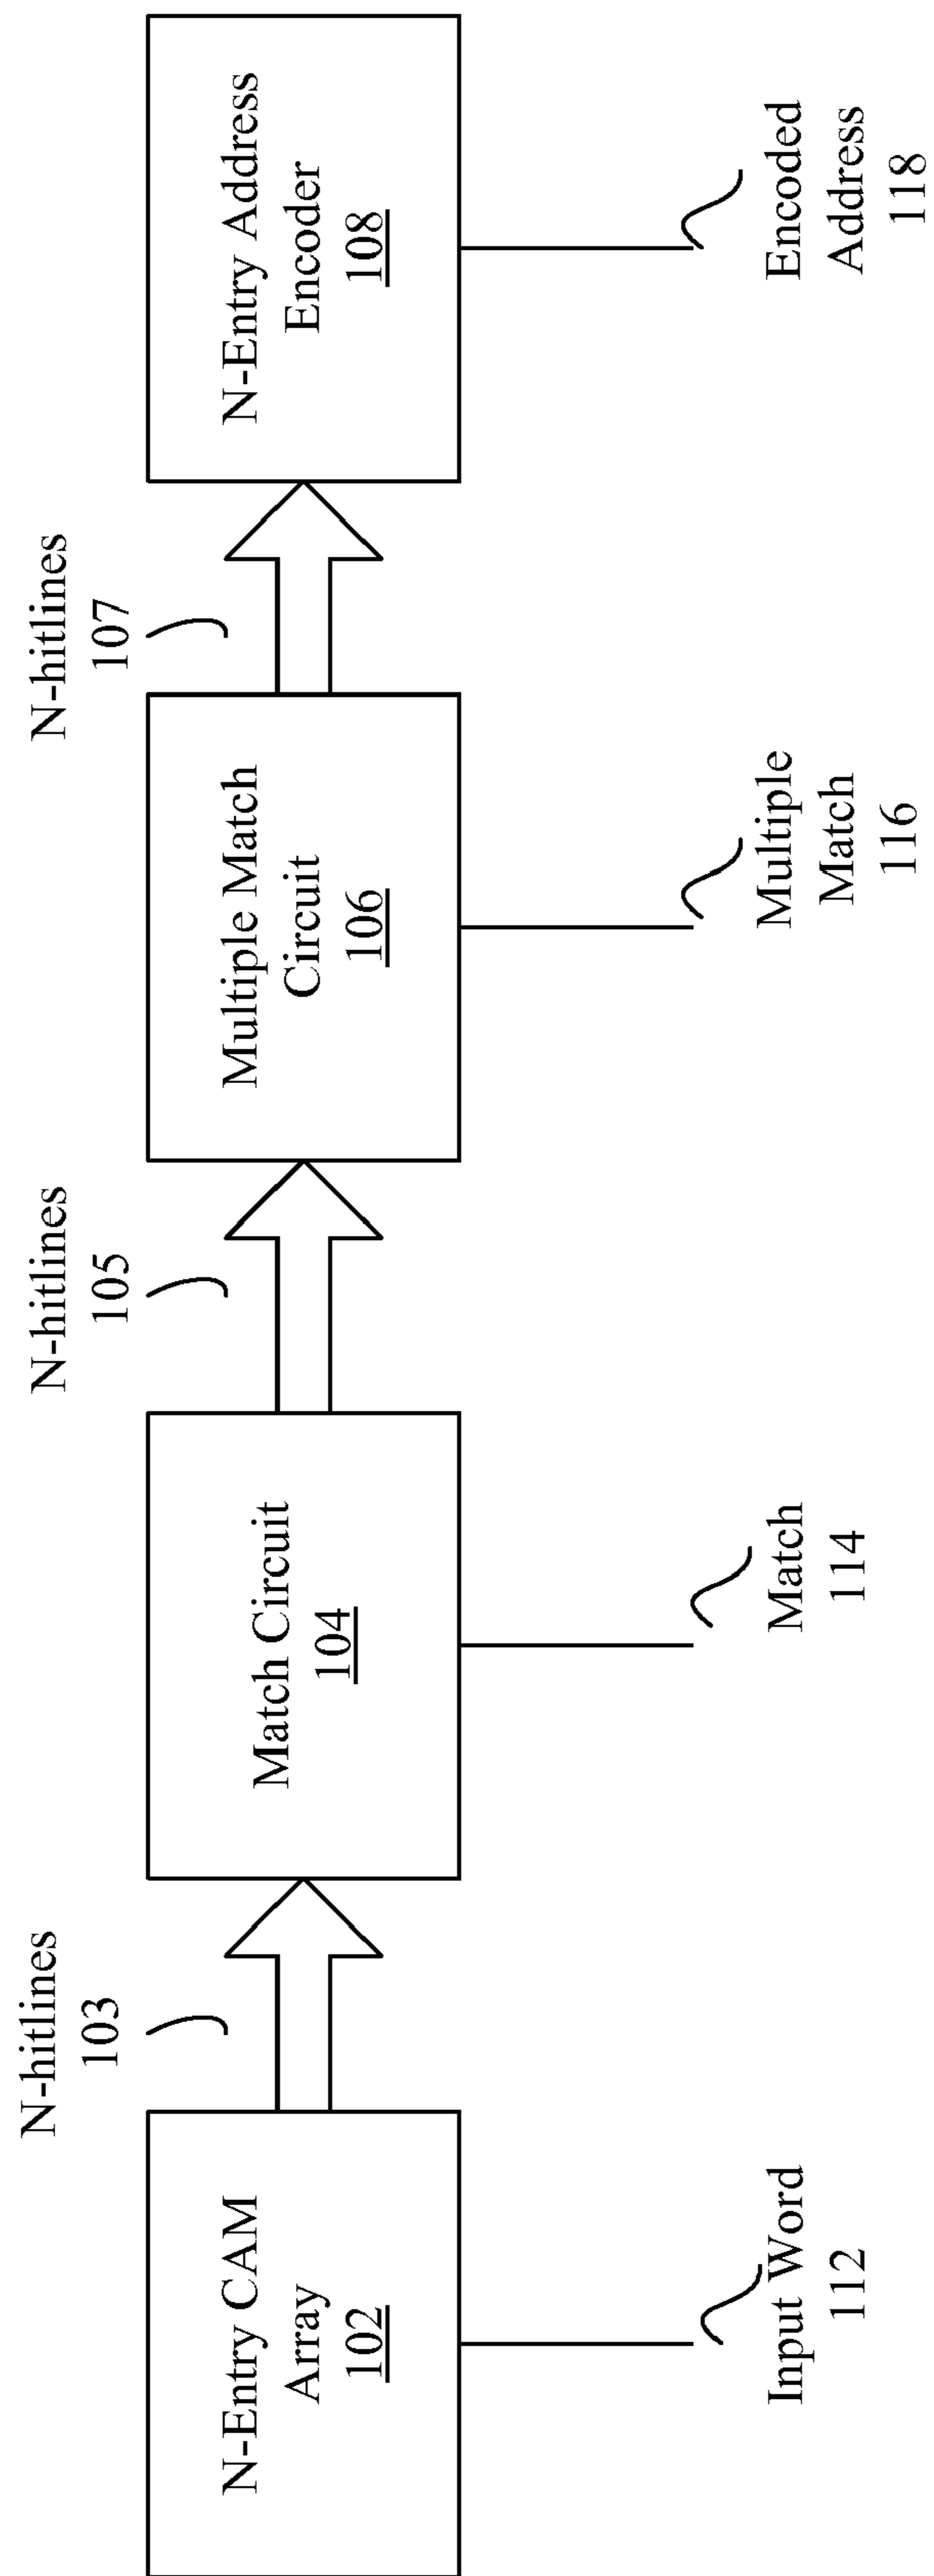 N-hitlines
103
N-hitlines
105
N-hitlines
107
N-Entry CAM
Array
102
Match Circuit
104
Multiple Match
Circuit
106
N-Entry Address
Encoder
108
Input Word
112
Match
114
Multiple
Match
116
Encoded
Address
118